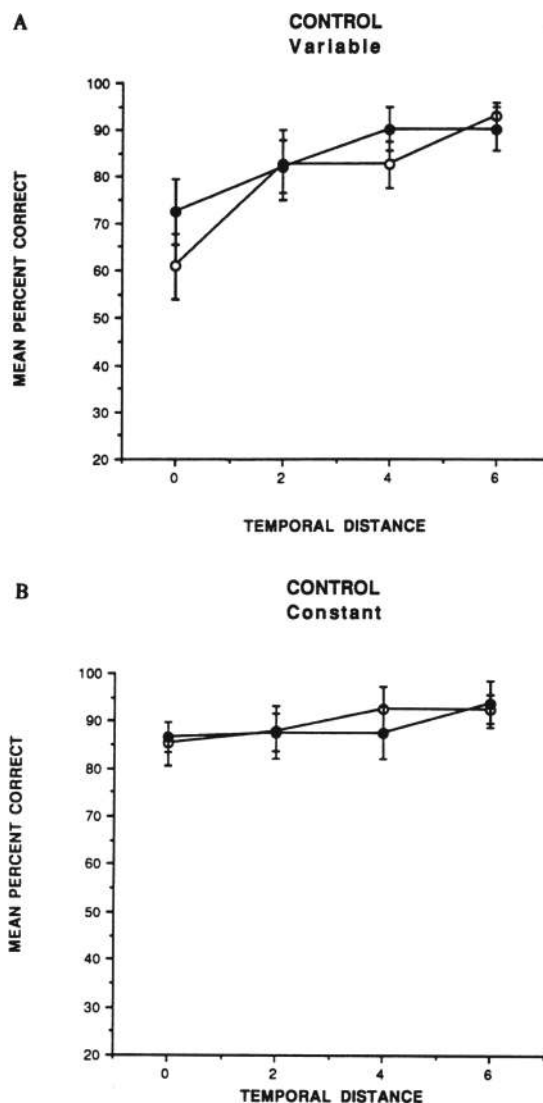 A
CONTROL
Variable
MEAN PERCENT CORRECT
100
90
80
70
60
50
40
30
20
0 2 4 6
TEMPORAL DISTANCE
B
CONTROL
Constant
MEAN PERCENT CORRECT
100
90
80
70
60
50
40
30
20
0 2 4 6
TEMPORAL DISTANCE